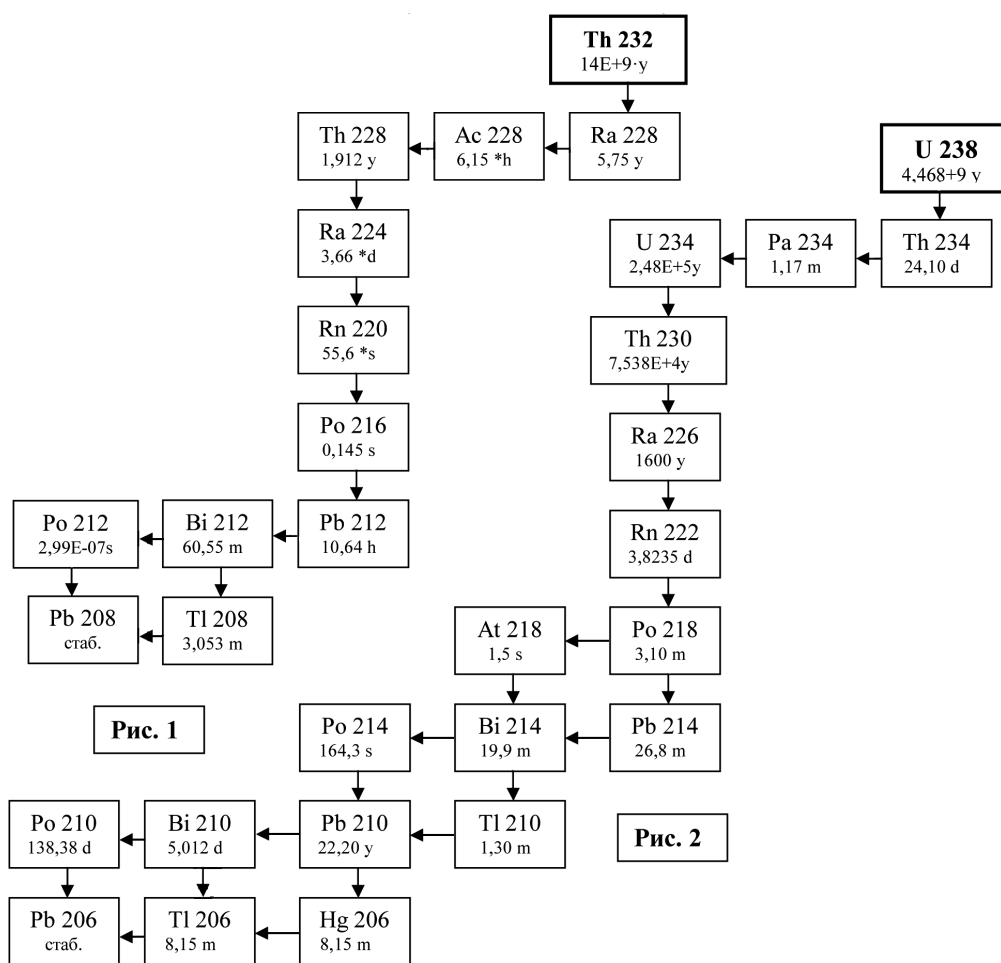 Th 232
14E+9·y
Th 228
1,912 y
Ac 228
6,15 *h
Ra 228
5,75 y
U 238
4,468+9 y
Ra 224
3,66 *d
U 234
2,48E+5y
Pa 234
1,17 m
Th 234
24,10 d
Rn 220
55,6 *s
Th 230
7,538E+4y
Po 216
0,145 s
Ra 226
1600 y
Po 212
2,99E-07s
Bi 212
60,55 m
Pb 212
10,64 h
Rn 222
3,8235 d
Pb 208
стаб.
Tl 208
3,053 m
At 218
1,5 s
Po 218
3,10 m
Рис. 1
Po 214
164,3 s
Bi 214
19,9 m
Pb 214
26,8 m
Po 210
138,38 d
Bi 210
5,012 d
Pb 210
22,20 y
Tl 210
1,30 m
Рис. 2
Pb 206
стаб.
Tl 206
8,15 m
Hg 206
8,15 m